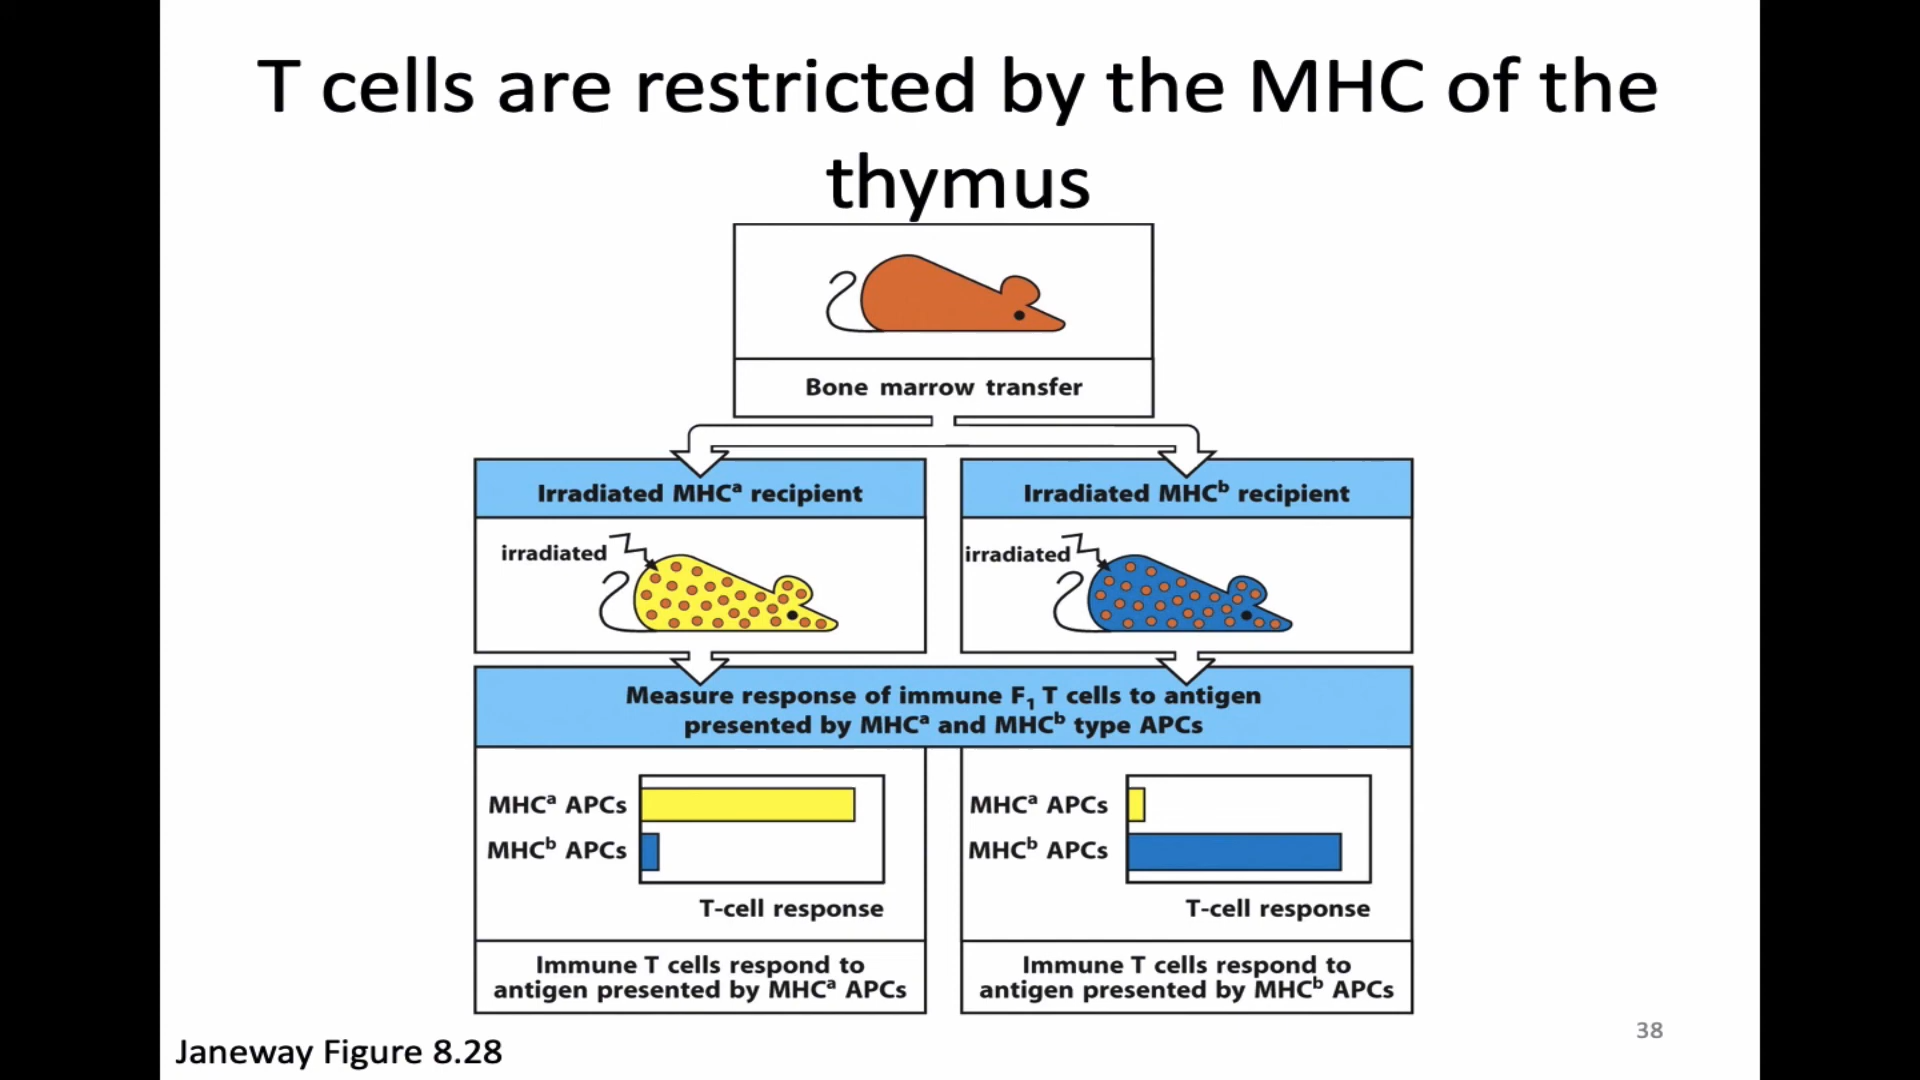 T cells are restricted by the MHC of the
thymus
Bone marrow transfer
Irradiated MHCᵃ recipient
Irradiated MHCᵇ recipient
irradiated
irradiated
Measure response of immune F₁ T cells to antigen
presented by MHCᵃ and MHCᵇ type APCs
MHCᵃ APCs
MHCᵇ APCs
T-cell response
MHCᵃ APCs
MHCᵇ APCs
T-cell response
Immune T cells respond to
antigen presented by MHCᵃ APCs
Immune T cells respond to
antigen presented by MHCᵇ APCs
Janeway Figure 8.28
38